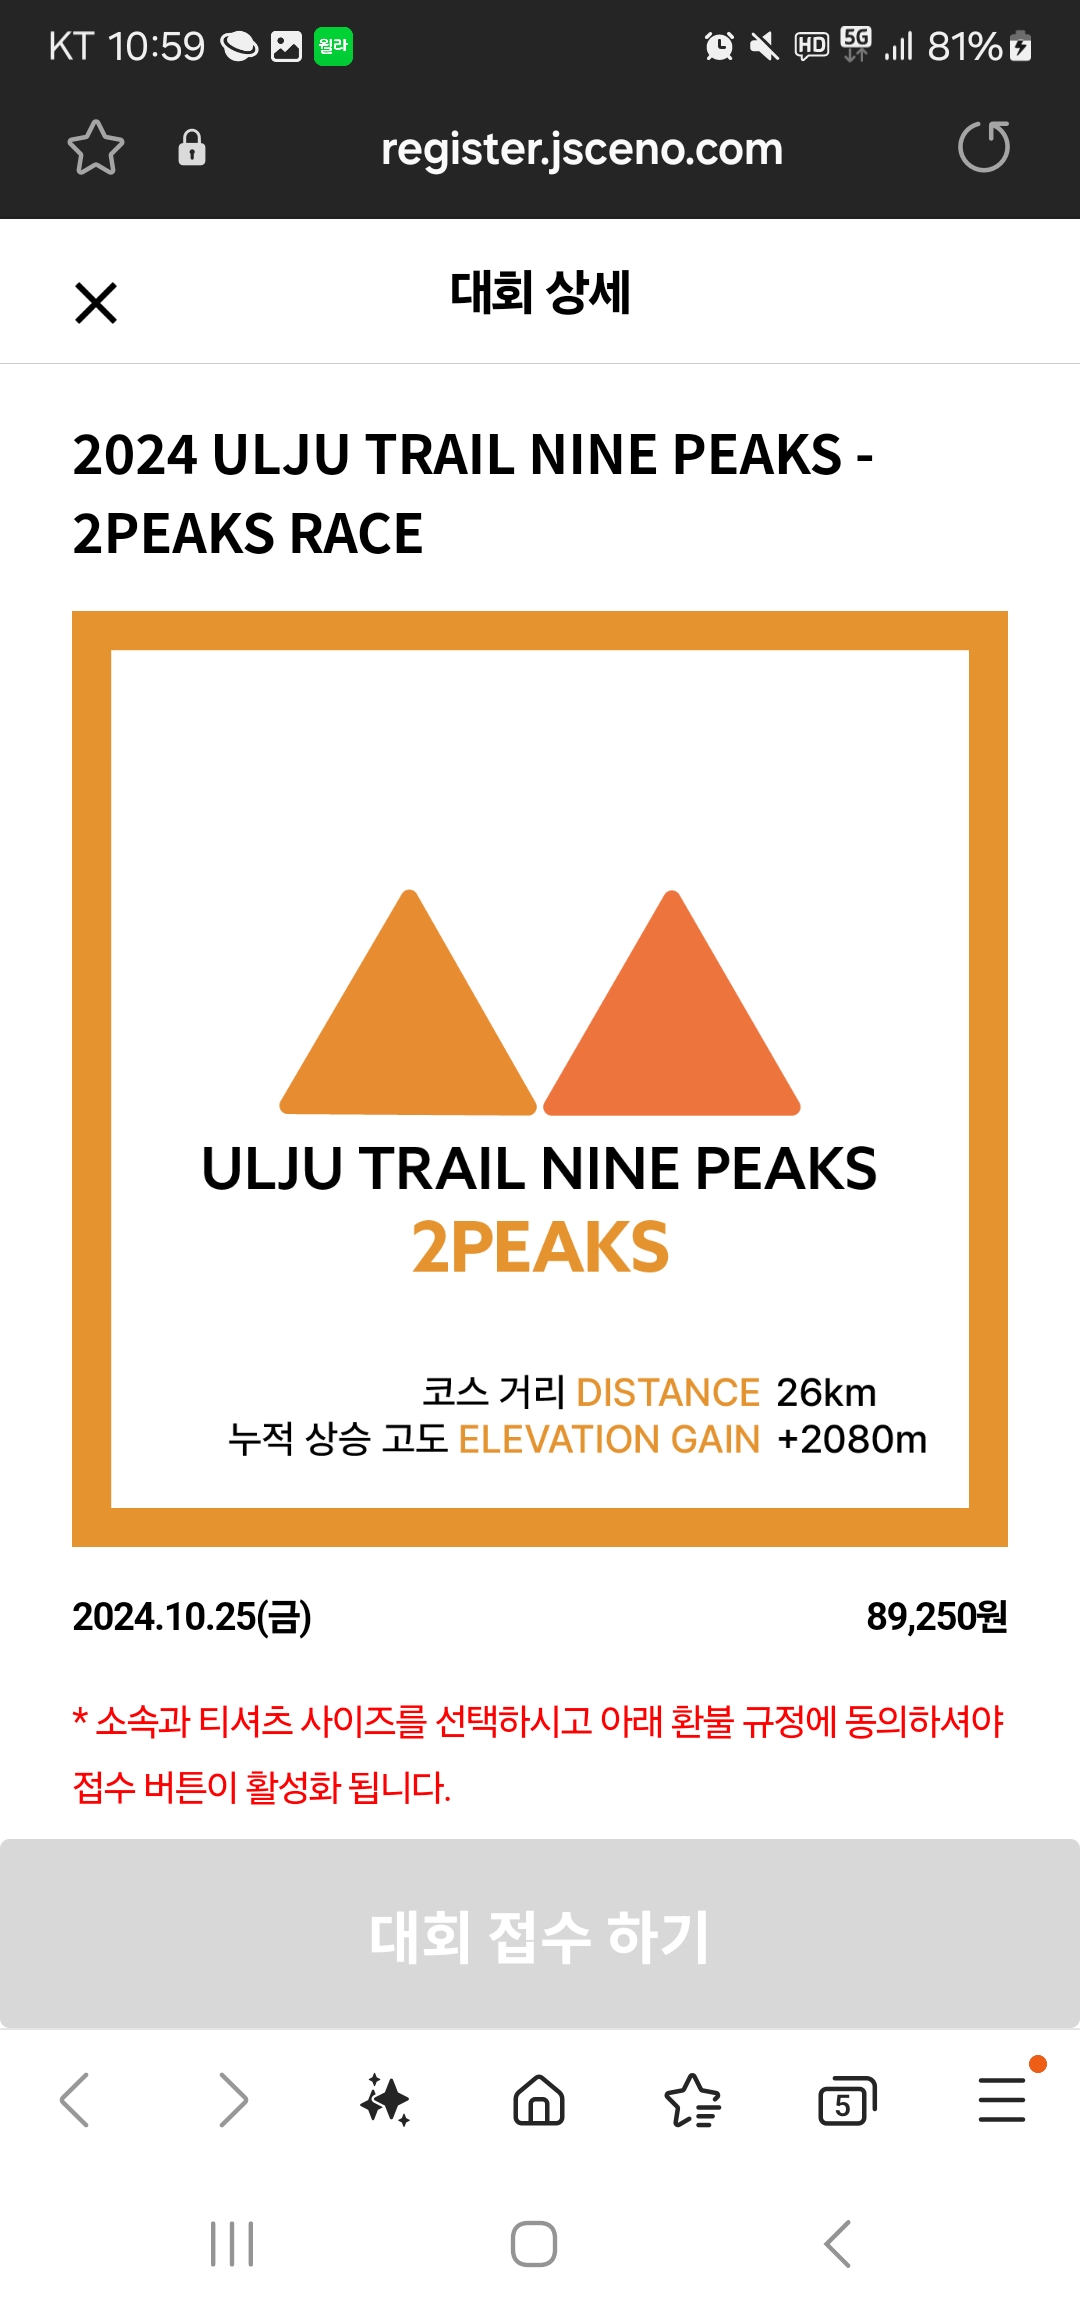 KT 10:59 윌라 HD 5G 81%
register.jsceno.com
대회 상세
2024 ULJU TRAIL NINE PEAKS -
2PEAKS RACE
ULJU TRAIL NINE PEAKS
2PEAKS
코스 거리 DISTANCE 26km
누적 상승 고도 ELEVATION GAIN +2080m
2024.10.25(금) 89,250원
* 소속과 티셔츠 사이즈를 선택하시고 아래 환불 규정에 동의하셔야
접수 버튼이 활성화 됩니다.
대회 접수 하기
5